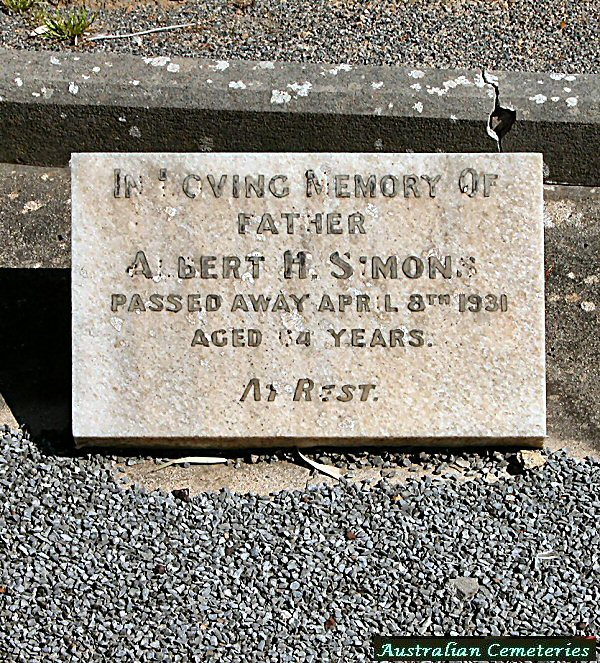 In Loving Memory Of
Father
Albert H. Simons
Passed Away April 8th 1931
Aged Years.
At Rest.
Australian Cemeteries